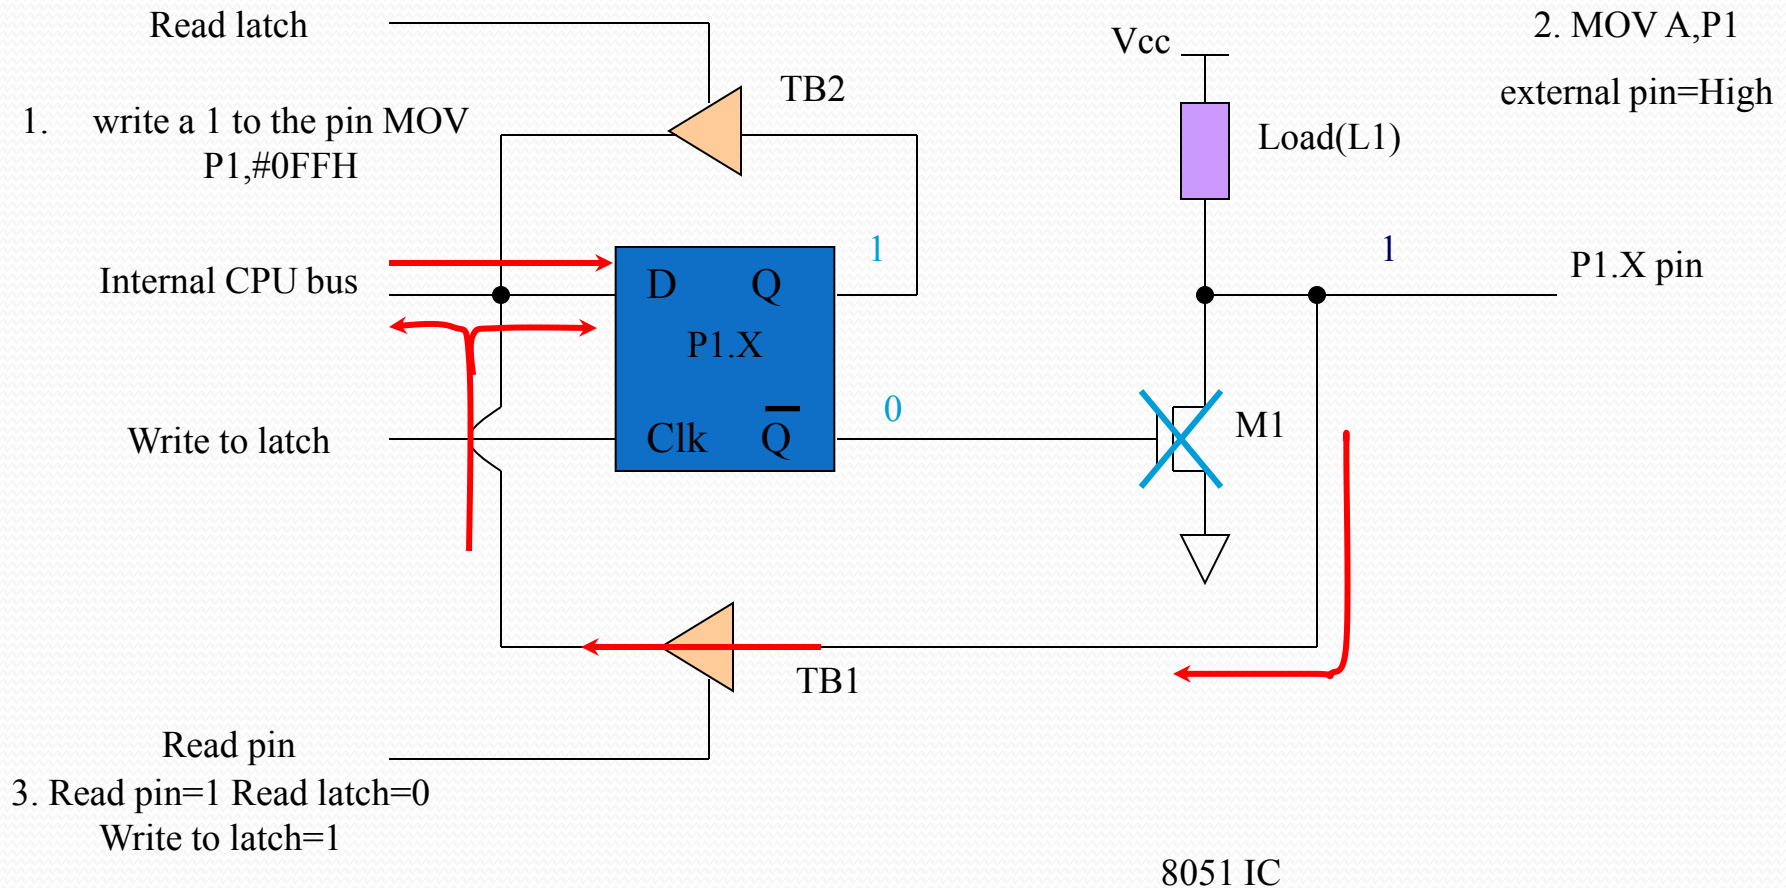 Read latch
Vcc
2. MOV A,P1
TB2
external pin=High
1. write a 1 to the pin MOV
P1,#0FFH
Load(L1)
1
1
Internal CPU bus
D Q
P1.X pin
P1.X
0
M1
Write to latch
Clk Q̅
TB1
Read pin
3. Read pin=1 Read latch=0
Write to latch=1
8051 IC